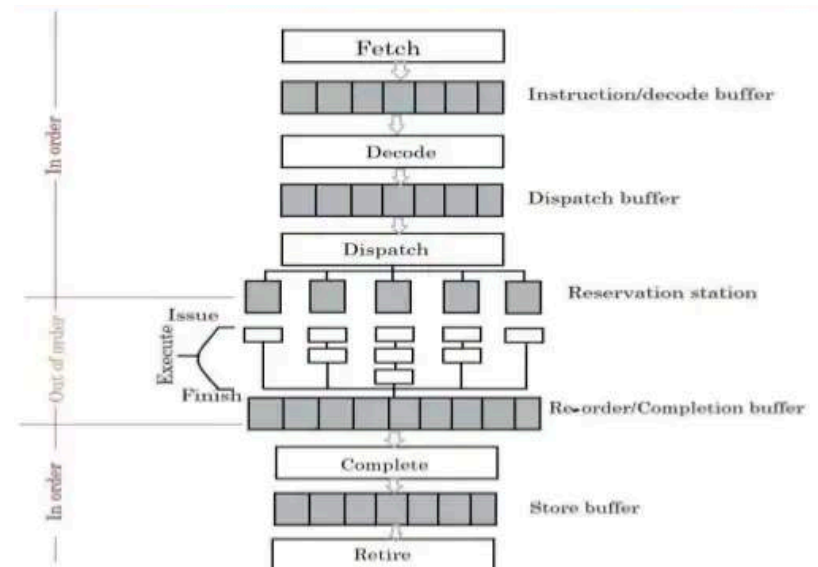 Fetch
Instruction/decode buffer
Decode
Dispatch buffer
Dispatch
Reservation station
Issue
Execute
Finish
Re-order/Completion buffer
Complete
Store buffer
Retire
In order
Out of order
In order